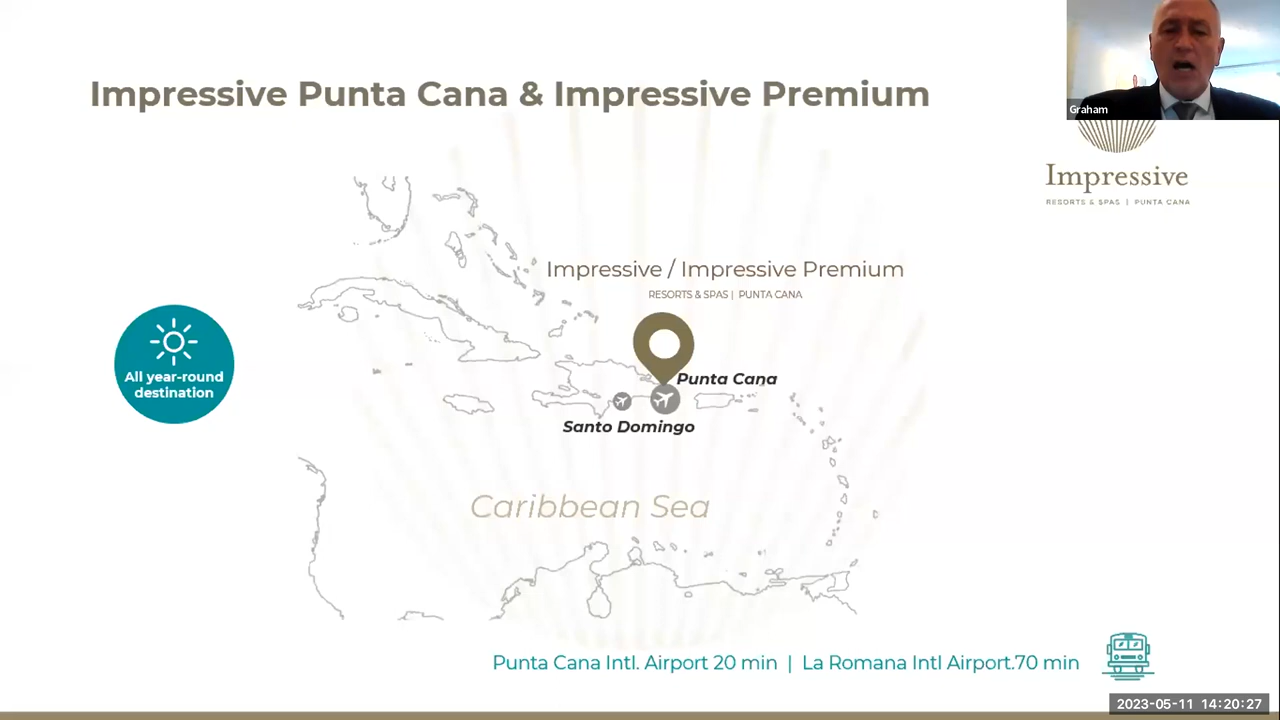 Impressive Punta Cana & Impressive Premium
Graham
Impressive
RESORTS & SPAS | PUNTA CANA
Impressive / Impressive Premium
RESORTS & SPAS | PUNTA CANA
All year-round
destination
Punta Cana
Santo Domingo
Caribbean Sea
Punta Cana Intl. Airport 20 min | La Romana Intl Airport.70 min
2023-05-11 14:20:27